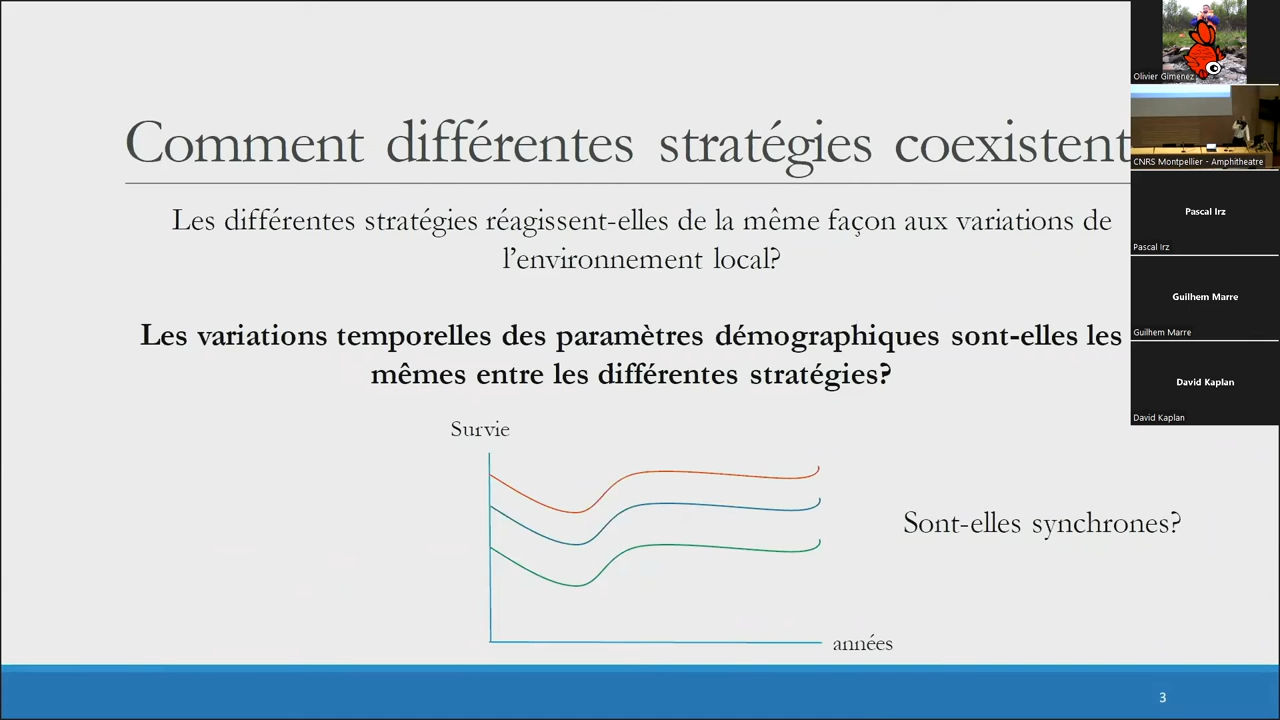 Comment différentes stratégies coexistent
Les différentes stratégies réagissent-elles de la même façon aux variations de
l’environnement local?
Les variations temporelles des paramètres démographiques sont-elles les
mêmes entre les différentes stratégies?
Survie
Sont-elles synchrones?
années
3
Olivier Gimenez
CNRS Montpellier - Amphitheatre
Pascal Irz
Pascal Irz
Guilhem Marre
Guilhem Marre
David Kaplan
David Kaplan